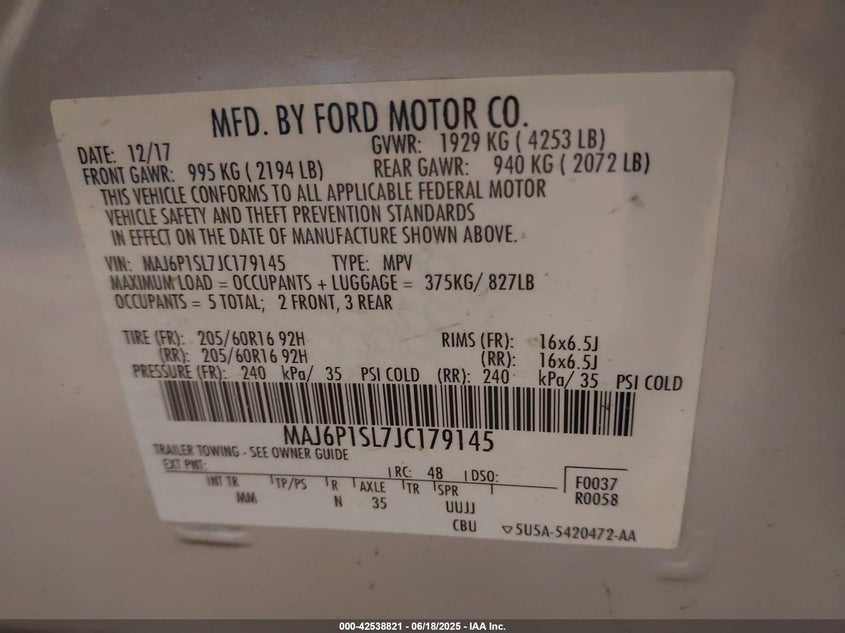 MFD. BY FORD MOTOR CO.
DATE: 12/17 GVWR: 1929 KG ( 4253 LB)
FRONT GAWR: 995 KG ( 2194 LB) REAR GAWR: 940 KG ( 2072 LB)
THIS VEHICLE CONFORMS TO ALL APPLICABLE FEDERAL MOTOR
VEHICLE SAFETY AND THEFT PREVENTION STANDARDS
IN EFFECT ON THE DATE OF MANUFACTURE SHOWN ABOVE.
VIN: MAJ6P1SL7JC179145 TYPE: MPV
MAXIMUM LOAD = OCCUPANTS + LUGGAGE = 375KG/ 827LB
OCCUPANTS = 5 TOTAL; 2 FRONT, 3 REAR
TIRE (FR): 205/60R16 92H RIMS (FR): 16x6.5J
(RR): 205/60R16 92H (RR): 16x6.5J
PRESSURE (FR): 240 kPa/ 35 PSI COLD (RR): 240 kPa/ 35 PSI COLD
MAJ6P1SL7JC179145
TRAILER TOWING - SEE OWNER GUIDE
EXT PNT: RC: 48 DSO: F0037
INT TR TP/PS R AXLE TR SPR R0058
MM N 35 UUJJ
CBU ▽5U5A-5420472-AA
000-42538821 - 06/18/2025 - IAA Inc.